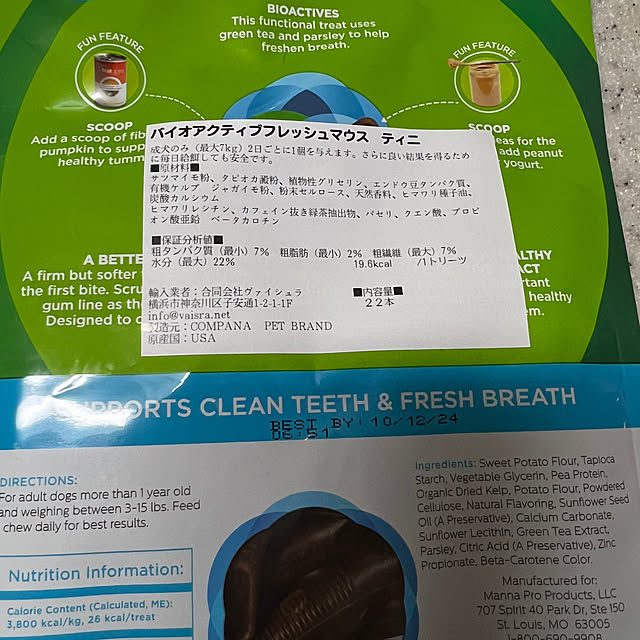 BIOACTIVES
This functional treat uses
green tea and parsley to help
freshen breath.
FUN FEATURE
SCOOP
Add a scoop of
pumpkin to
healthy
FUN FEATURE
SCOOP
eas for the
add peanut
yogurt.
バイオアクティブフレッシュマウス ティニ
成犬のみ（最大7kg）2日ごとに1個を与えます。さらに良い結果を得るため
に毎日給餌しても安全です。
■原材料■
サツマイモ粉、タピオカ澱粉、植物性グリセリン、エンドウ豆タンパク質、
有機ケルプ ジャガイモ粉、粉末セルロース、天然香料、ヒマワリ種子油、
炭酸カルシウム
ヒマワリレシチン、カフェイン抜き緑茶抽出物、パセリ、クエン酸、プロピ
オン酸亜鉛 ベータカロチン
■保証分析値■
粗タンパク質（最小）7% 粗脂肪（最小）2% 粗繊維（最大）7%
水分（最大）22% 19.6kcal /1トリーツ
輸入業者：合同会社ヴァイシュラ
横浜市神奈川区子安通1-2-1-1F
info@vaisra.net
製造元：COMPANA PET BRAND
原産国：USA
■内容量■
22本
A firm but softer
the first bite.
gum line as
Designed to
healthy
SUPPORTS CLEAN TEETH & FRESH BREATH
BEST BY: 10/12/24
06:51
DIRECTIONS:
For adult dogs more than 1 year old
and weighing between 3-15 lbs. Feed
chew daily for best results.
Nutrition Information:
Calorie Content (Calculated, ME):
3,800 kcal/kg, 26 kcal/treat
Ingredients: Sweet Potato Flour, Tapioca
Starch, Vegetable Glycerin, Pea Protein,
Organic Dried Kelp, Potato Flour, Powdered
Cellulose, Natural Flavoring, Sunflower Seed
Oil (A Preservative), Calcium Carbonate,
Sunflower Lecithin, Green Tea Extract,
Parsley, Citric Acid (A Preservative), Zinc
Propionate, Beta-Carotene Color.
Manufactured for:
Manna Pro Products, LLC
707 Spirit 40 Park Dr, Ste 150
St. Louis, MO 63005
1-800-690-9908